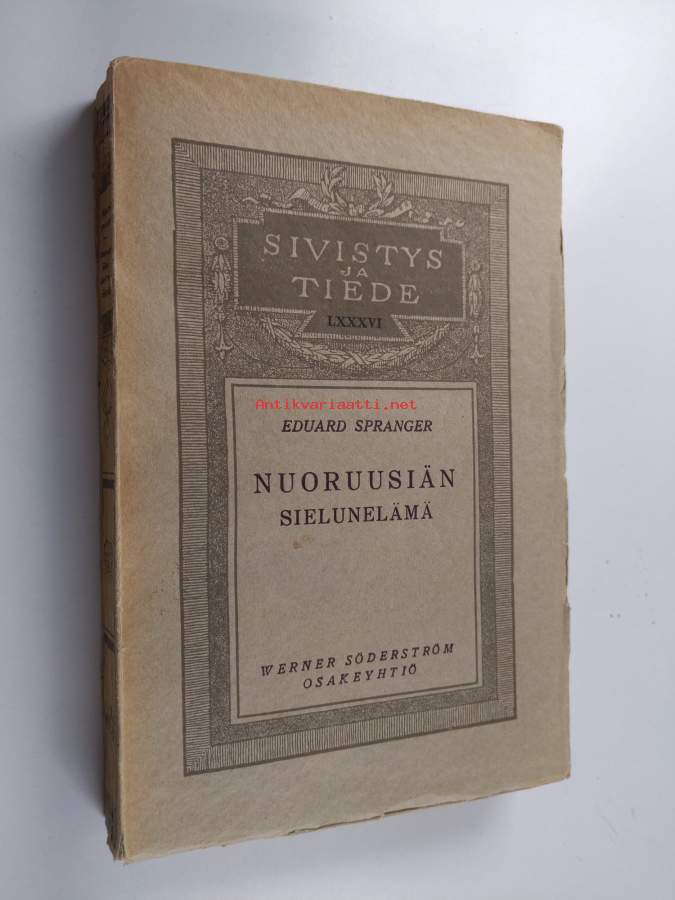 SIVISTYS
JA
TIEDE
LXXXVI
Antikvariaatti.net
EDUARD SPRANGER
NUORUUSIÄN
SIELUNELÄMÄ
WERNER SÖDERSTRÖM
OSAKEYHTIÖ